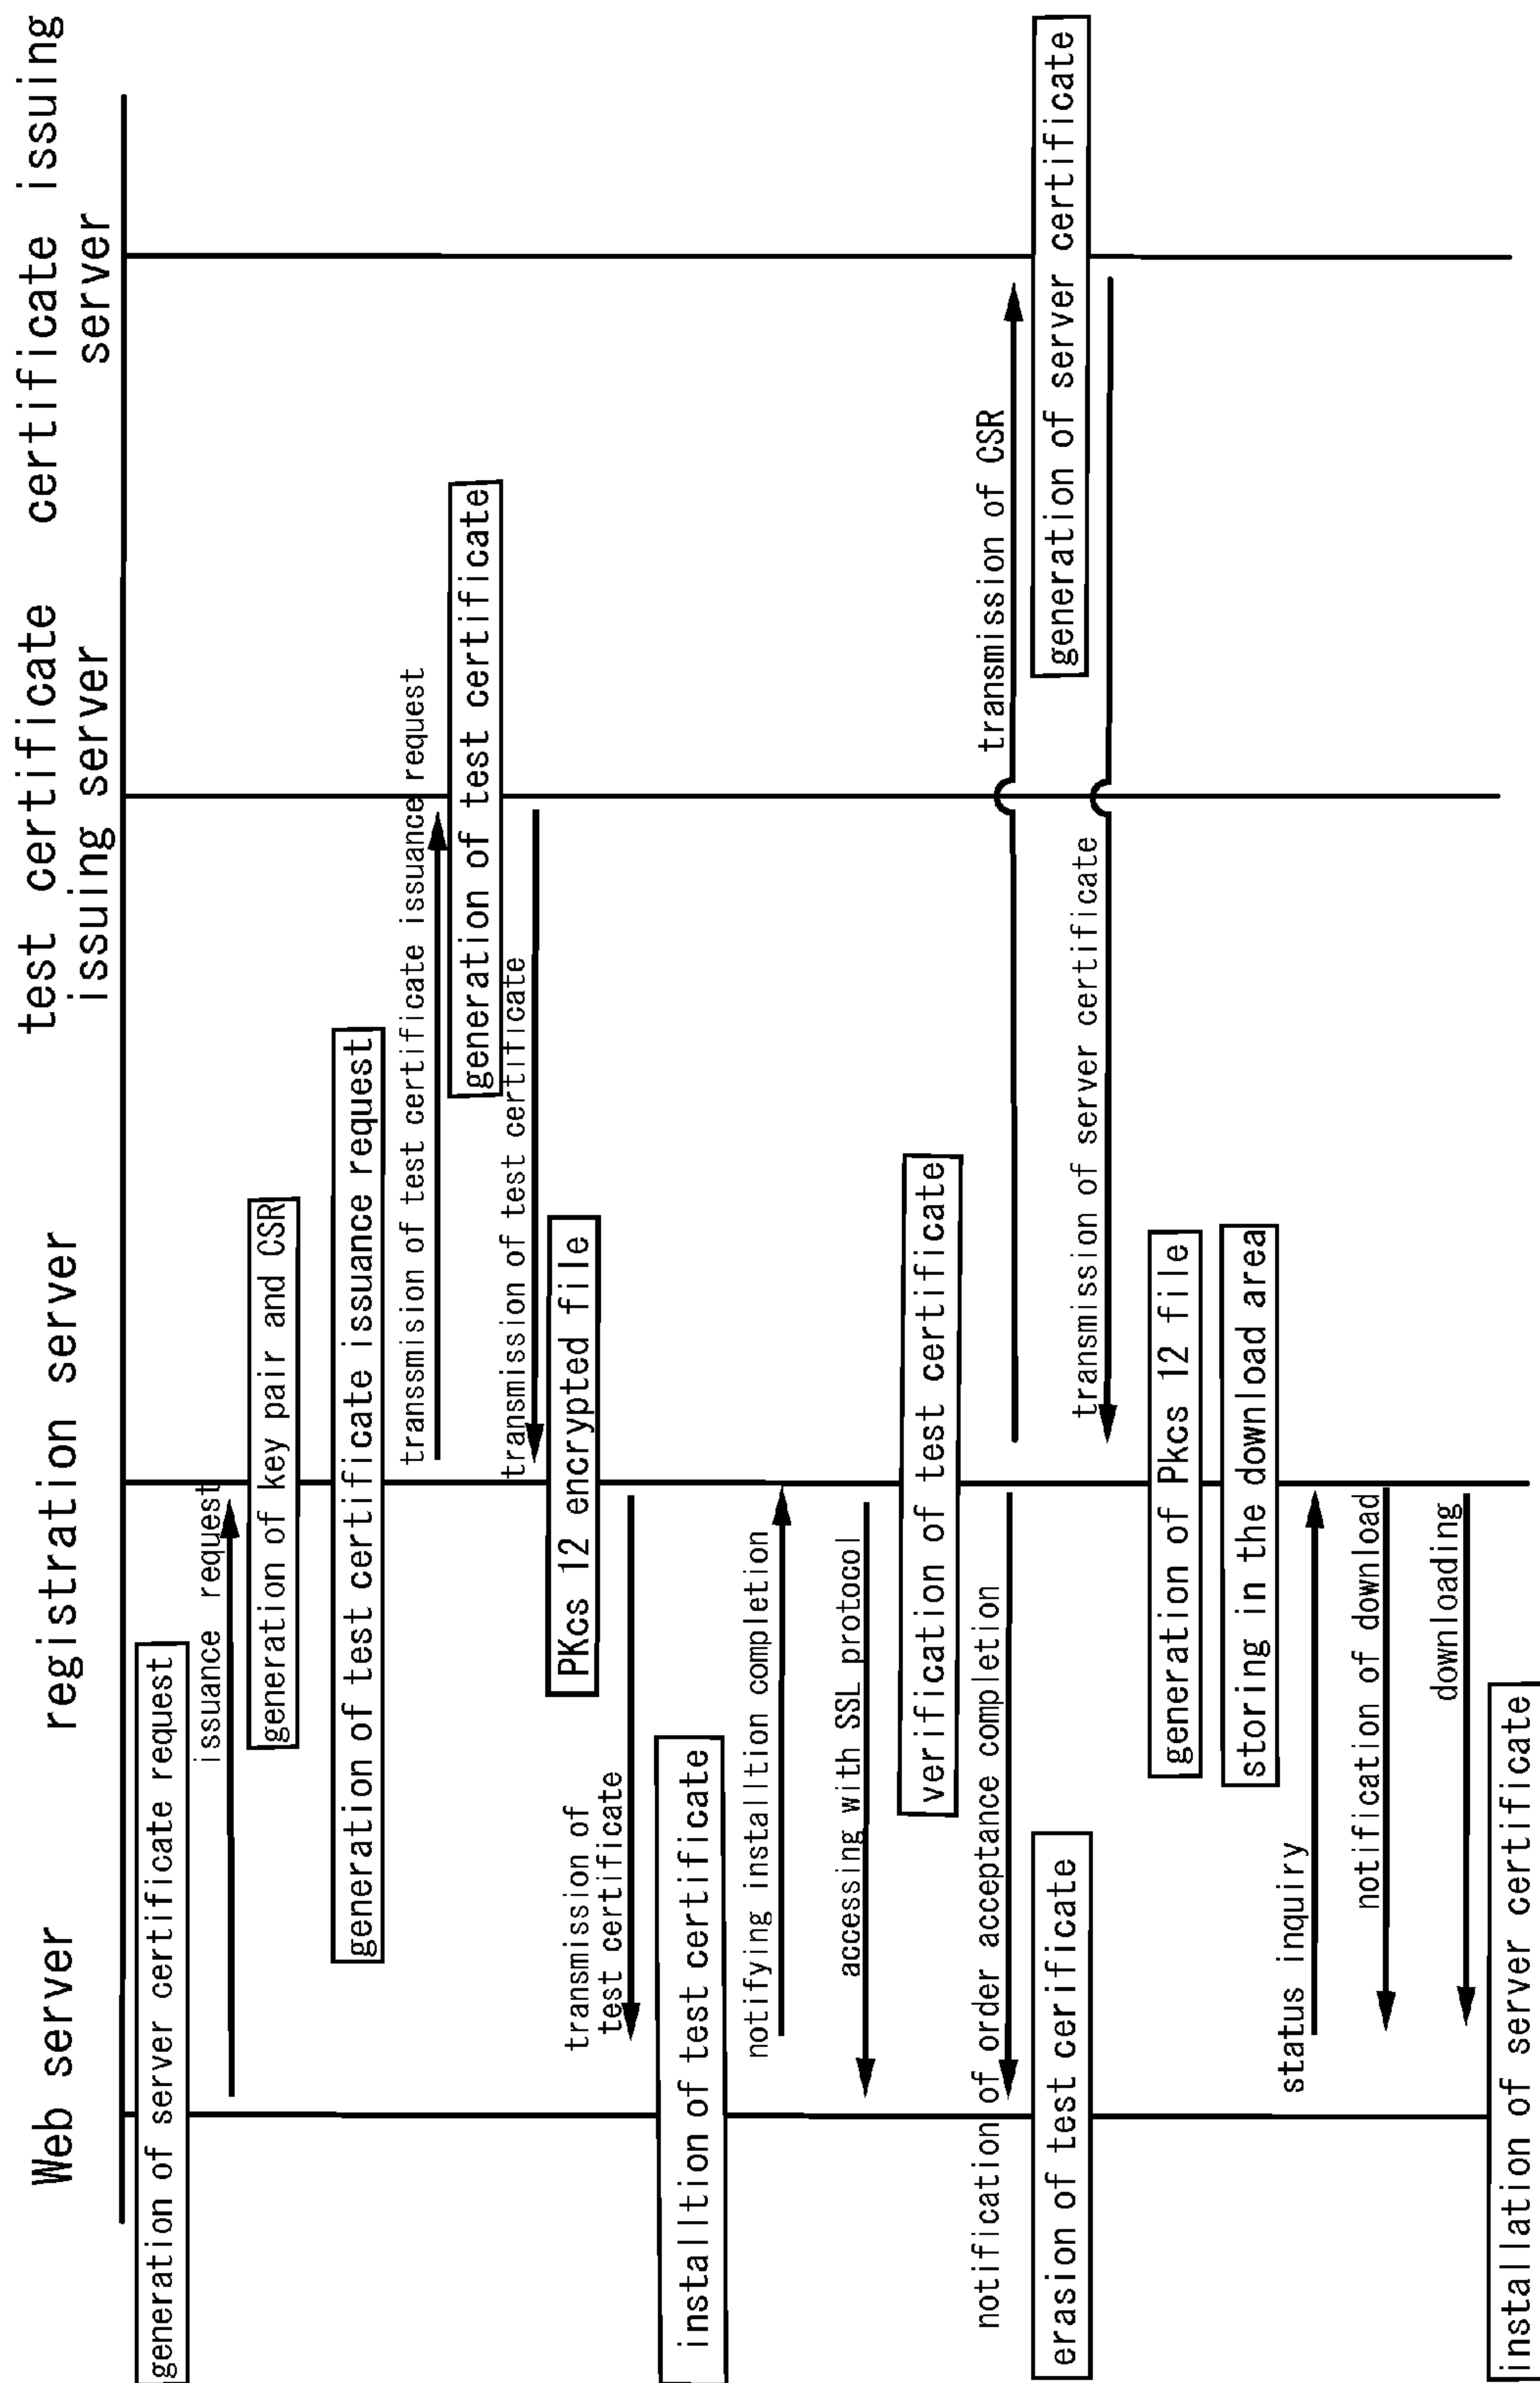 Web server
registration server
test certificate
issuing server
certificate issuing
server
generation of server certificate request
issuance request
generation of key pair and CSR
generation of test certificate issuance request
transsmision of test certificate issuance request
generation of test certificate
transmission of test certificate
PKcs 12 encrypted file
transmission of
test certificate
installtion of test certificate
notifying installtion completion
accessing with SSL protocol
verification of test certificate
notification of order acceptance completion
transmission of CSR
erasion of test cerificate
generation of server certificate
transmission of server certificate
generation of Pkcs 12 file
storing in the download area
status inquiry
notification of download
downloading
installation of server certificate